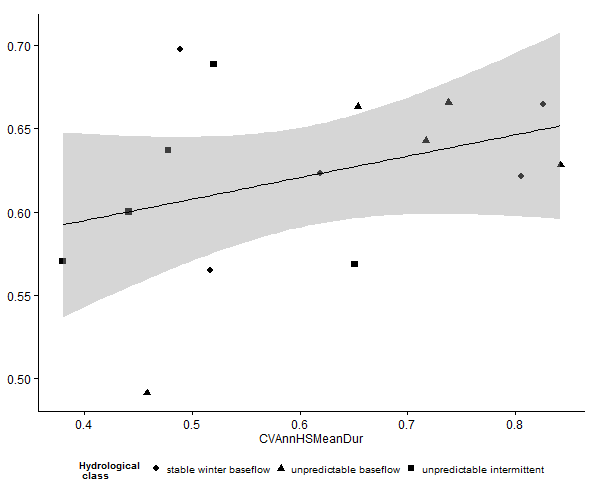 0.70
0.65
0.60
0.55
0.50
0.4 0.5 0.6 0.7 0.8
CVAnnHSMeanDur
Hydrological class stable winter baseflow unpredictable baseflow unpredictable intermittent